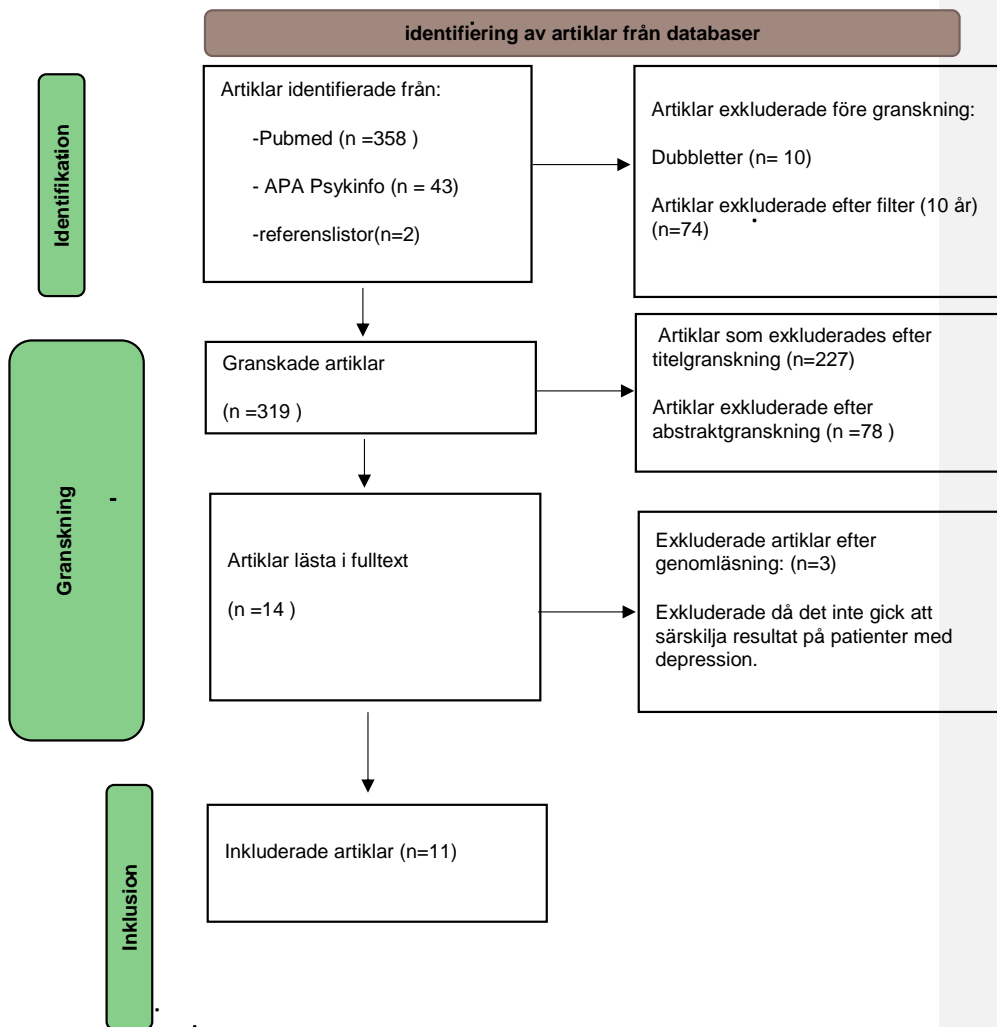 identifiering av artiklar från databaser
Identifikation
Artiklar identifierade från:
-Pubmed (n =358 )
- APA Psykinfo (n = 43)
-referenslistor(n=2)
Artiklar exkluderade före granskning:
Dubbletter (n= 10)
Artiklar exkluderade efter filter (10 år)
(n=74)
Granskning
-
Granskade artiklar
(n =319 )
Artiklar som exkluderades efter
titelgranskning (n=227)
Artiklar exkluderade efter
abstraktgranskning (n =78 )
Artiklar lästa i fulltext
(n =14 )
Exkluderade artiklar efter
genomläsning: (n=3)
Exkluderade då det inte gick att
särskilja resultat på patienter med
depression.
Inklusion
Inkluderade artiklar (n=11)